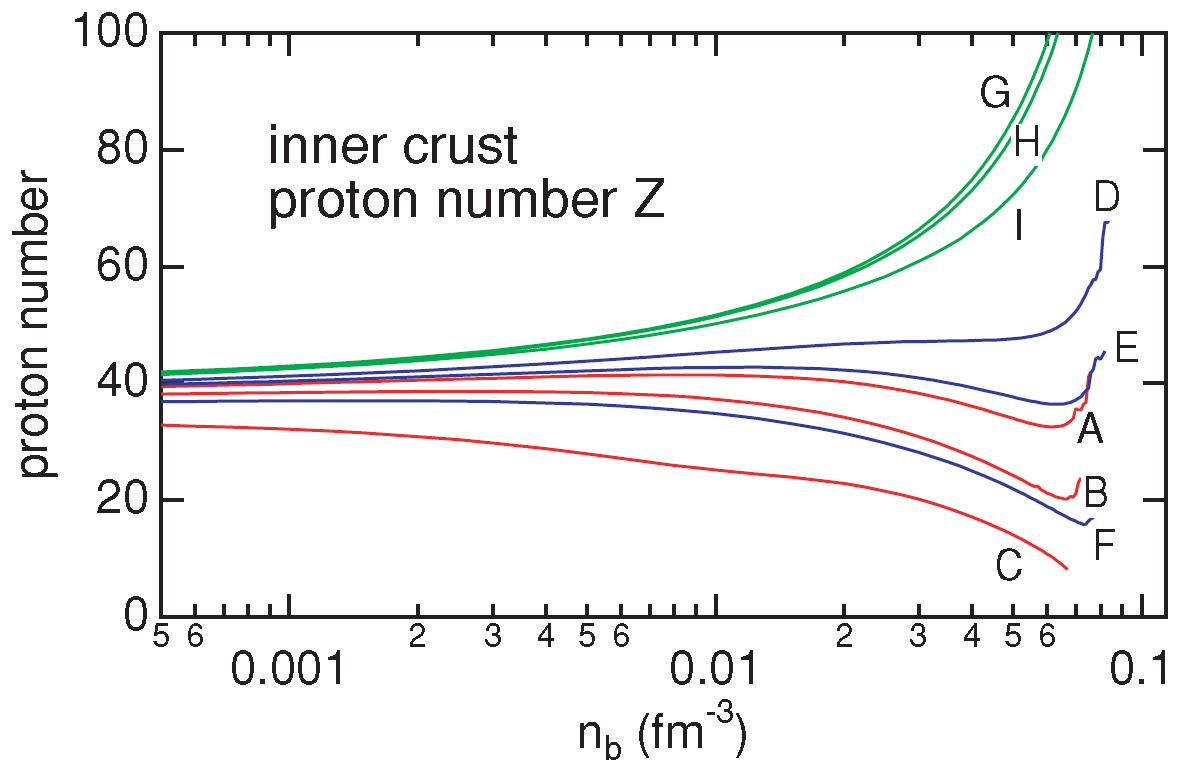 100
80
60
40
20
0
proton number
inner crust
proton number Z
G
H
I
D
E
A
B
F
C
5 6 2 3 4 5 6 2 3 4 5 6
0.001 0.01 0.1
n_b (fm^-3)